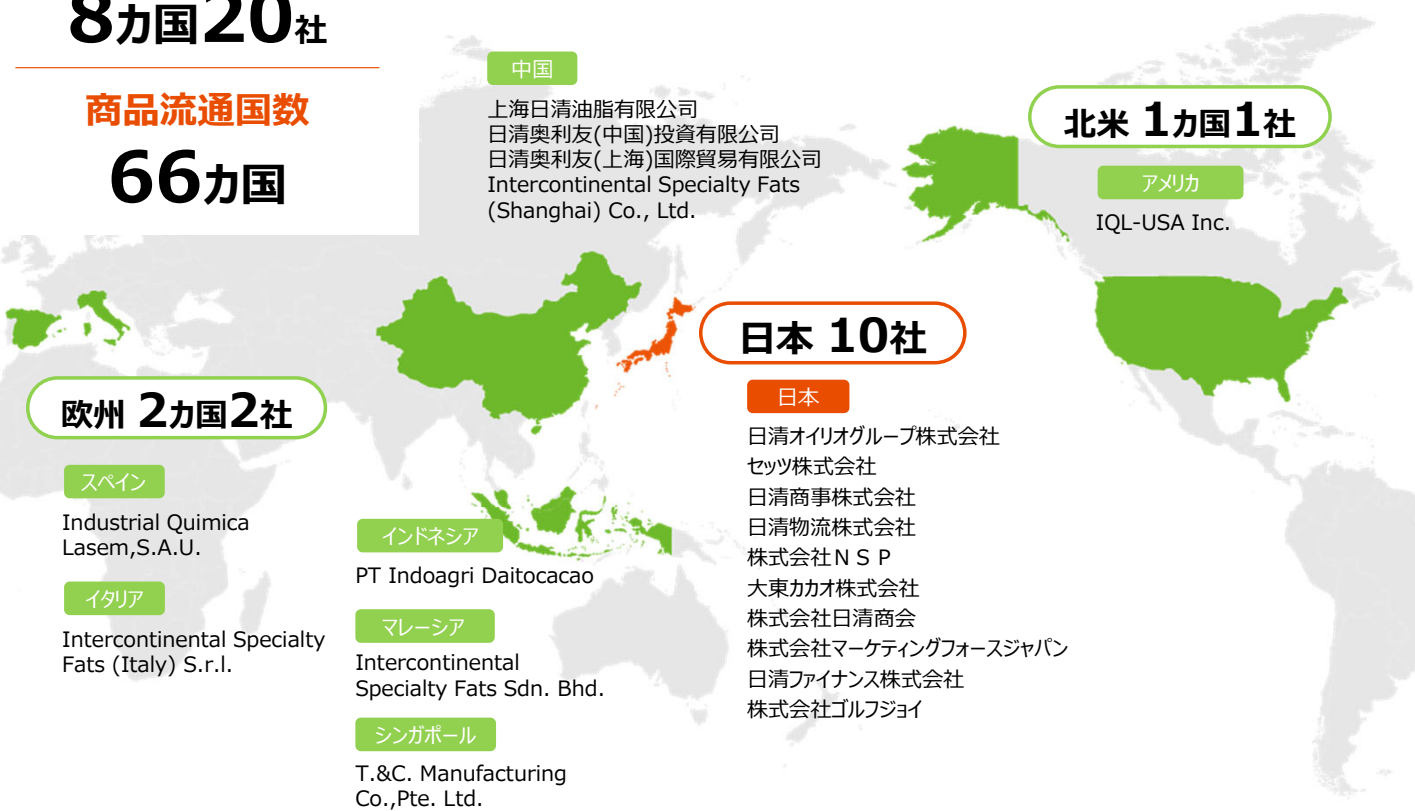 8カ国20社
商品流通国数
66カ国
中国
上海日清油脂有限公司
日清奥利友(中国)投資有限公司
日清奥利友(上海)国際貿易有限公司
Intercontinental Specialty Fats
(Shanghai) Co., Ltd.
北米 1カ国1社
アメリカ
IQL-USA Inc.
日本 10社
日本
日清オイリオグループ株式会社
セッツ株式会社
日清商事株式会社
日清物流株式会社
株式会社ＮＳＰ
大東カカオ株式会社
株式会社日清商会
株式会社マーケティングフォースジャパン
日清ファイナンス株式会社
株式会社ゴルフジョイ
欧州 2カ国2社
スペイン
Industrial Quimica
Lasem,S.A.U.
イタリア
Intercontinental Specialty
Fats (Italy) S.r.l.
インドネシア
PT Indoagri Daitocacao
マレーシア
Intercontinental
Specialty Fats Sdn. Bhd.
シンガポール
T.&C. Manufacturing
Co.,Pte. Ltd.